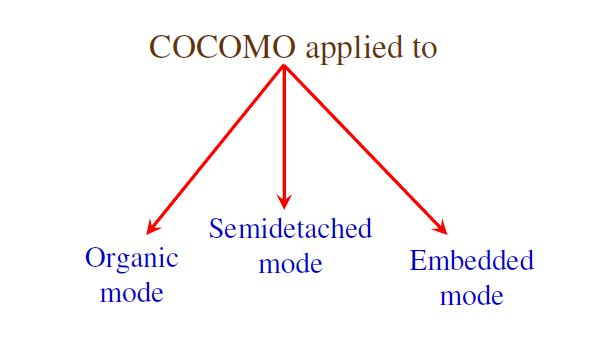 COCOMO applied to
Organic
mode
Semidetached
mode
Embedded
mode